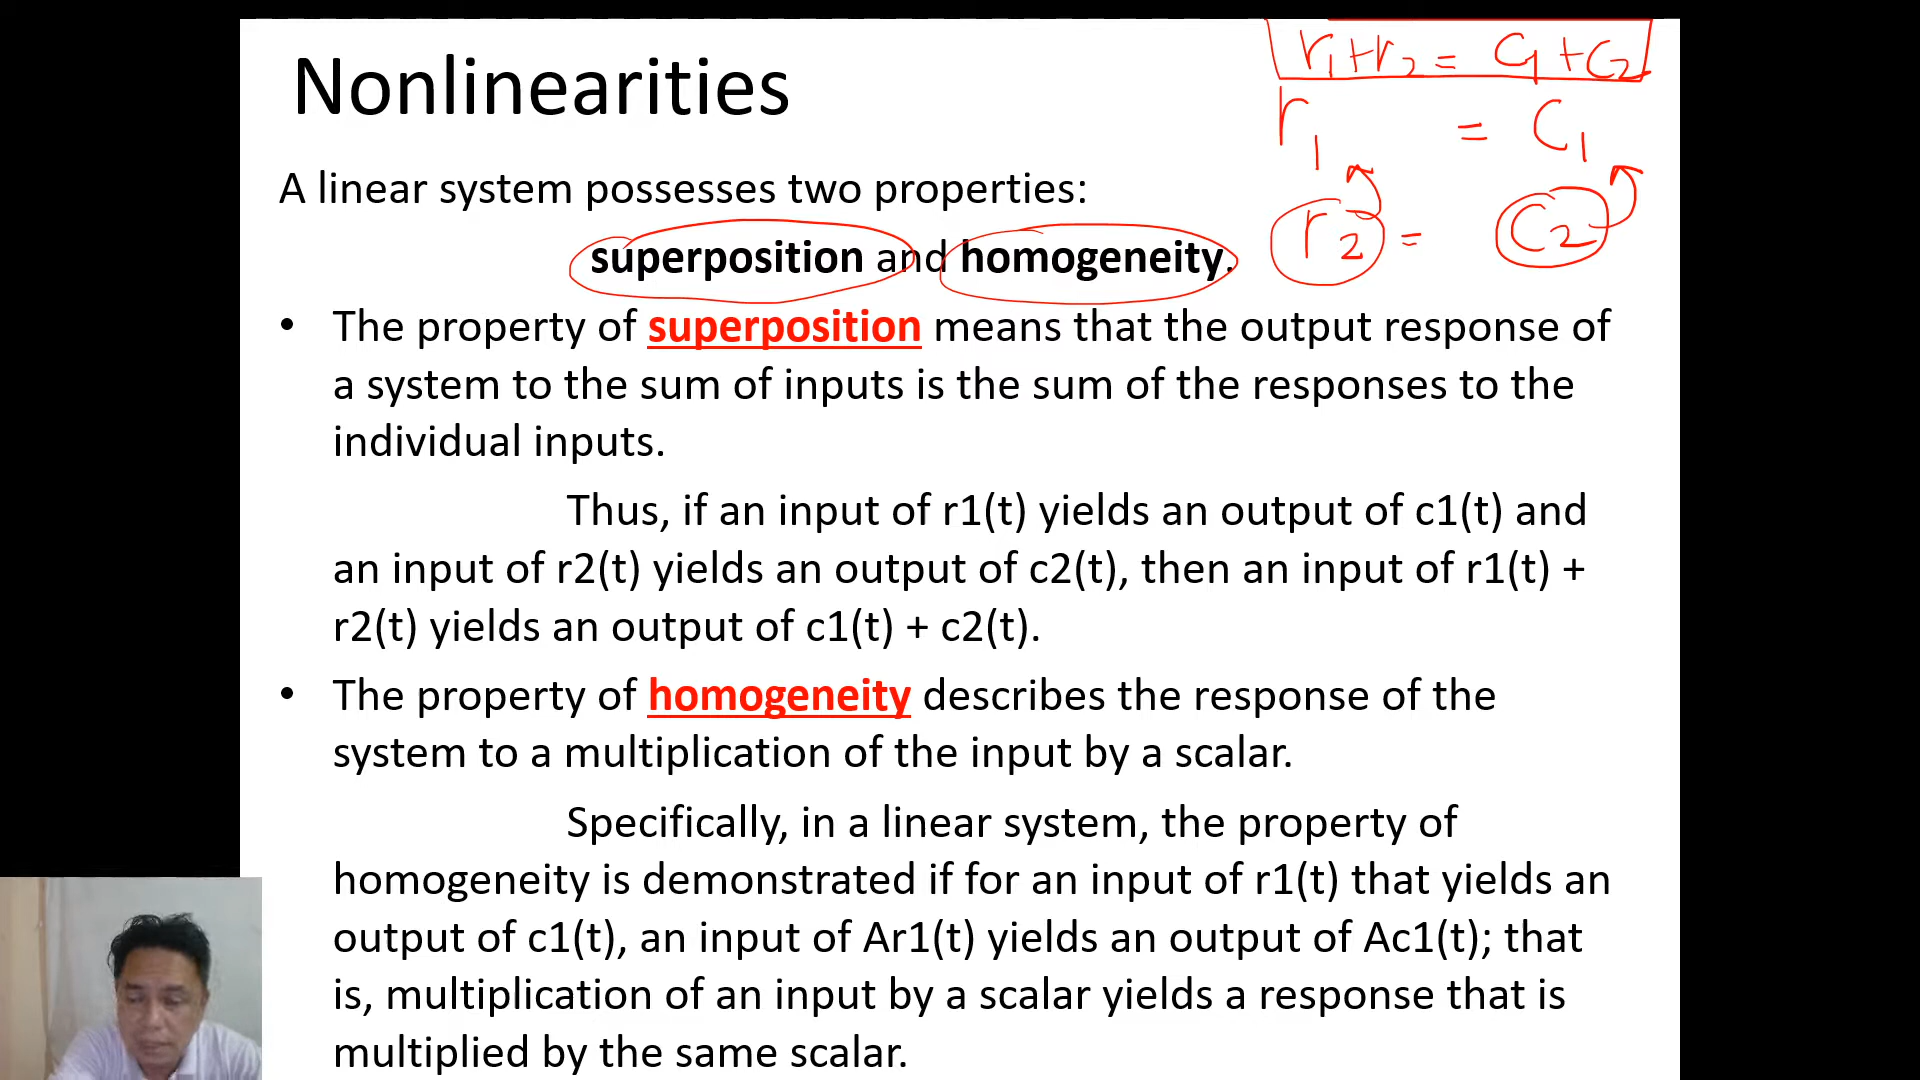 Nonlinearities
r1+r2 = C1+C2
r1 = C1
r2 = C2
A linear system possesses two properties:
superposition and homogeneity.
• The property of superposition means that the output response of
a system to the sum of inputs is the sum of the responses to the
individual inputs.
Thus, if an input of r1(t) yields an output of c1(t) and
an input of r2(t) yields an output of c2(t), then an input of r1(t) +
r2(t) yields an output of c1(t) + c2(t).
• The property of homogeneity describes the response of the
system to a multiplication of the input by a scalar.
Specifically, in a linear system, the property of
homogeneity is demonstrated if for an input of r1(t) that yields an
output of c1(t), an input of Ar1(t) yields an output of Ac1(t); that
is, multiplication of an input by a scalar yields a response that is
multiplied by the same scalar.